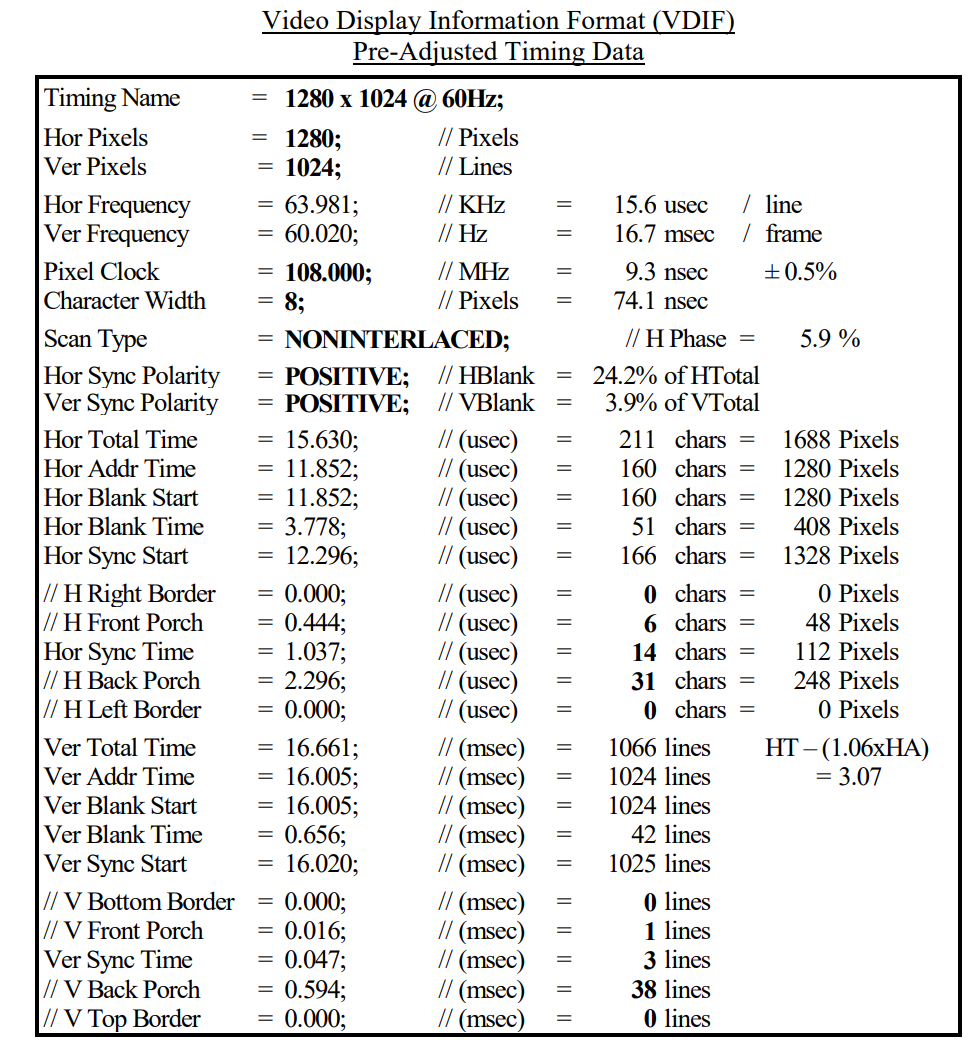 Video Display Information Format (VDIF)
Pre-Adjusted Timing Data
Timing Name = 1280 x 1024 @ 60Hz;
Hor Pixels = 1280; // Pixels
Ver Pixels = 1024; // Lines
Hor Frequency = 63.981; // KHz = 15.6 usec / line
Ver Frequency = 60.020; // Hz = 16.7 msec / frame
Pixel Clock = 108.000; // MHz = 9.3 nsec ± 0.5%
Character Width = 8; // Pixels = 74.1 nsec
Scan Type = NONINTERLACED; // H Phase = 5.9 %
Hor Sync Polarity = POSITIVE; // HBlank = 24.2% of HTotal
Ver Sync Polarity = POSITIVE; // VBlank = 3.9% of VTotal
Hor Total Time = 15.630; // (usec) = 211 chars = 1688 Pixels
Hor Addr Time = 11.852; // (usec) = 160 chars = 1280 Pixels
Hor Blank Start = 11.852; // (usec) = 160 chars = 1280 Pixels
Hor Blank Time = 3.778; // (usec) = 51 chars = 408 Pixels
Hor Sync Start = 12.296; // (usec) = 166 chars = 1328 Pixels
// H Right Border = 0.000; // (usec) = 0 chars = 0 Pixels
// H Front Porch = 0.444; // (usec) = 6 chars = 48 Pixels
Hor Sync Time = 1.037; // (usec) = 14 chars = 112 Pixels
// H Back Porch = 2.296; // (usec) = 31 chars = 248 Pixels
// H Left Border = 0.000; // (usec) = 0 chars = 0 Pixels
Ver Total Time = 16.661; // (msec) = 1066 lines HT – (1.06xHA)
Ver Addr Time = 16.005; // (msec) = 1024 lines = 3.07
Ver Blank Start = 16.005; // (msec) = 1024 lines
Ver Blank Time = 0.656; // (msec) = 42 lines
Ver Sync Start = 16.020; // (msec) = 1025 lines
// V Bottom Border = 0.000; // (msec) = 0 lines
// V Front Porch = 0.016; // (msec) = 1 lines
Ver Sync Time = 0.047; // (msec) = 3 lines
// V Back Porch = 0.594; // (msec) = 38 lines
// V Top Border = 0.000; // (msec) = 0 lines